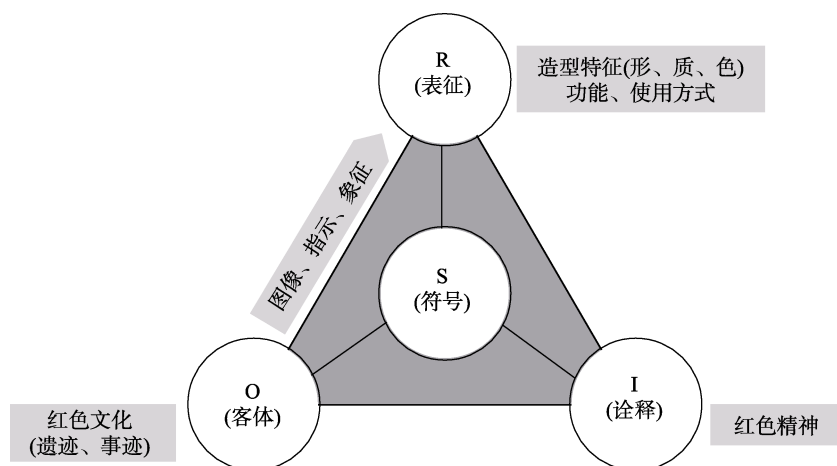 R
(表征)
造型特征(形、质、色)
功能、使用方式
图像、指示、象征
S
(符号)
O
(客体)
I
(诠释)
红色文化
(遗迹、事迹)
红色精神